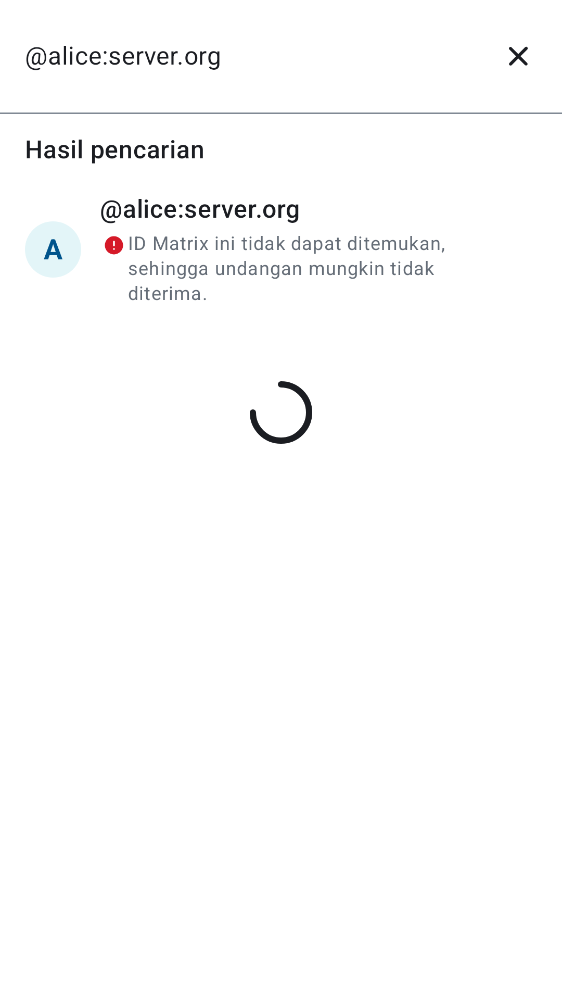 @alice:server.org
Hasil pencarian
@alice:server.org
A
ID Matrix ini tidak dapat ditemukan,
sehingga undangan mungkin tidak
diterima.